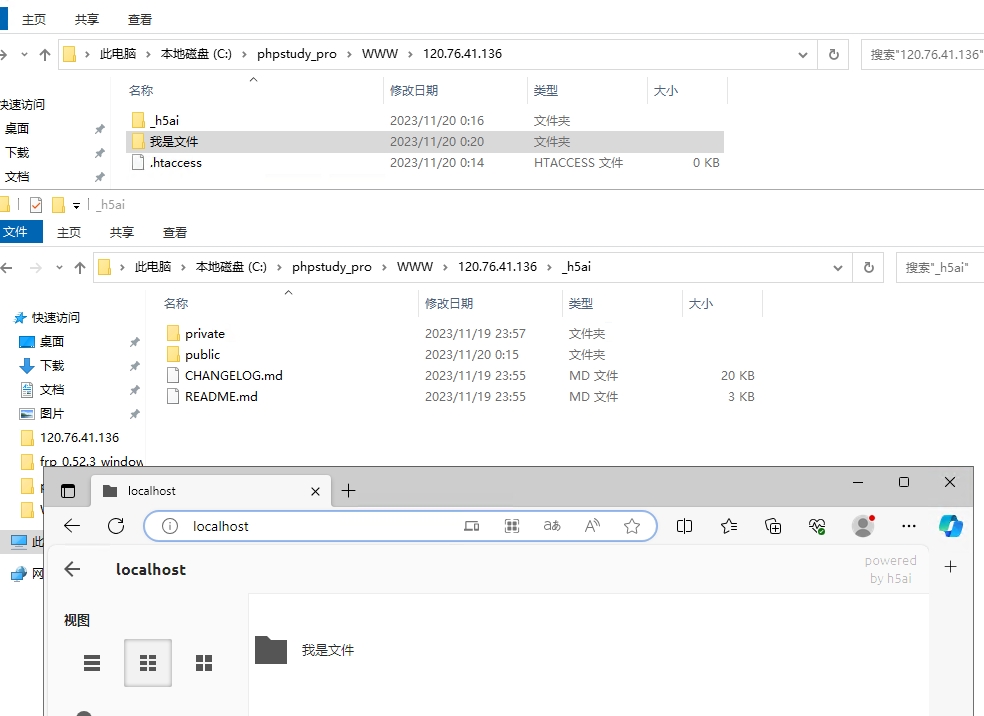 主页 共享 查看
此电脑 本地磁盘 (C:) phpstudy_pro WWW 120.76.41.136 搜索"120.76.41.136"
名称 修改日期 类型 大小
快速访问
_h5ai 2023/11/20 0:16 文件夹
桌面
我是文件 2023/11/20 0:20 文件夹
下载
.htaccess 2023/11/20 0:14 HTACCESS 文件 0 KB
文档
_h5ai
文件 主页 共享 查看
此电脑 本地磁盘 (C:) phpstudy_pro WWW 120.76.41.136 _h5ai 搜索"_h5ai"
名称 修改日期 类型 大小
快速访问
private 2023/11/19 23:57 文件夹
桌面
public 2023/11/20 0:15 文件夹
下载
CHANGELOG.md 2023/11/19 23:55 MD 文件 20 KB
文档
README.md 2023/11/19 23:55 MD 文件 3 KB
图片
120.76.41.136
frp_0.52.3_window
localhost
此
localhost
网
localhost
powered
by h5ai
视图
我是文件